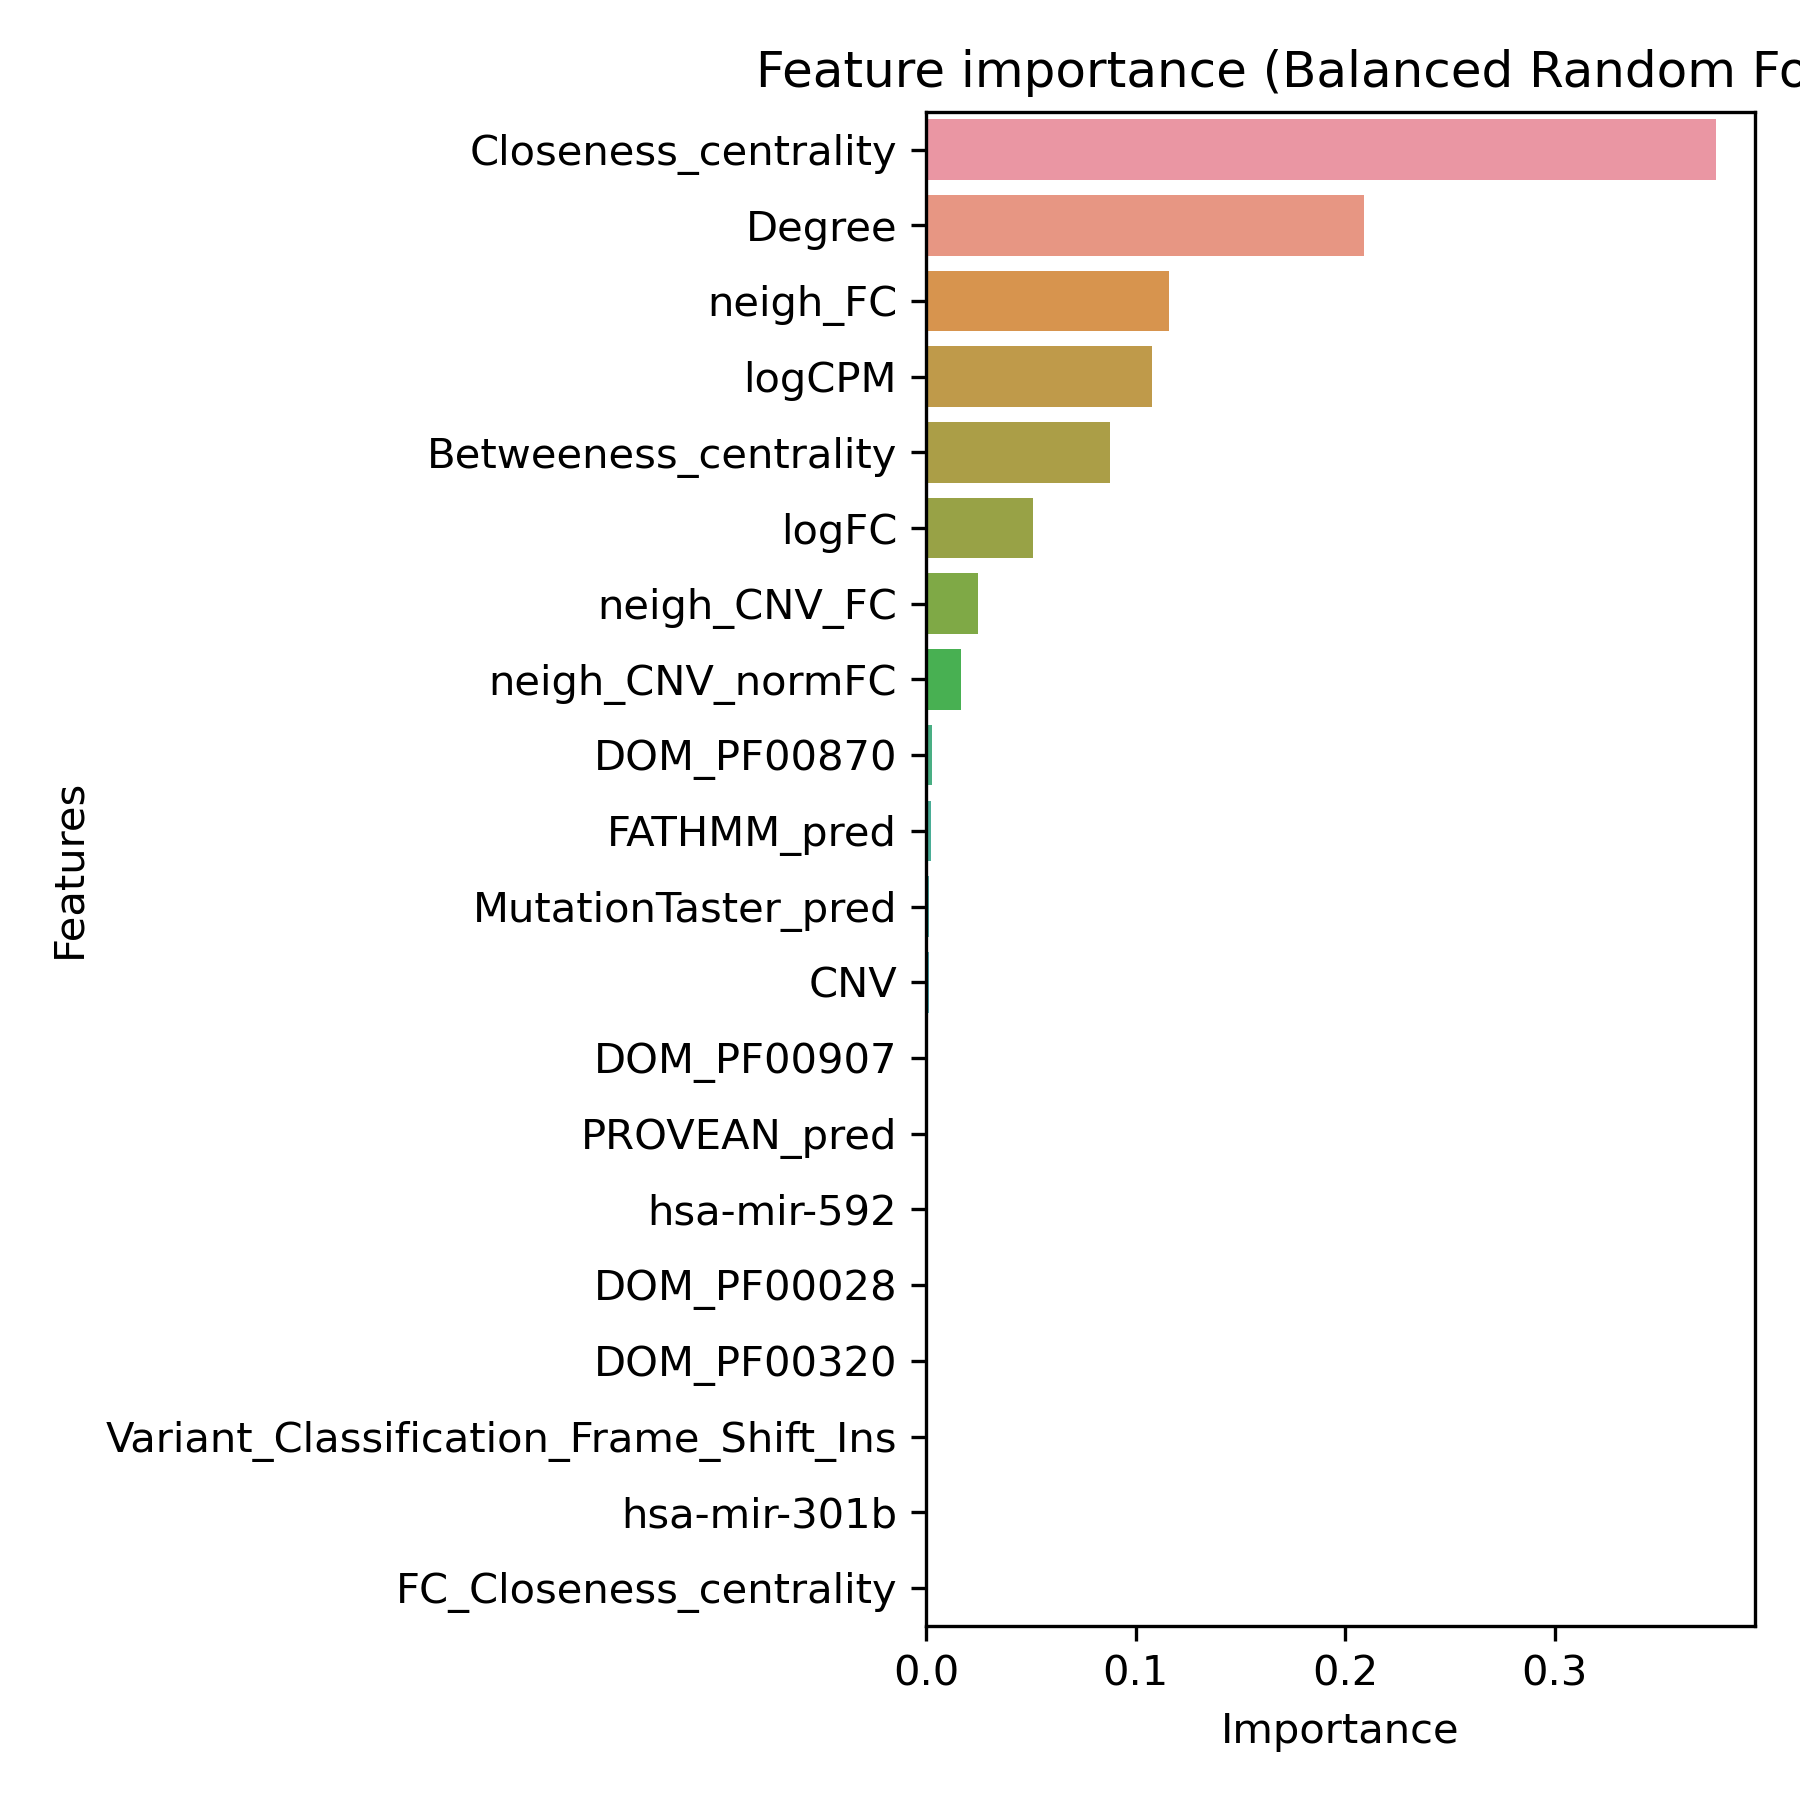 Feature importance (Balanced Random Fo
Closeness_centrality
Degree
neigh_FC
logCPM
Betweeness_centrality
logFC
neigh_CNV_FC
neigh_CNV_normFC
DOM_PF00870
FATHMM_pred
MutationTaster_pred
CNV
DOM_PF00907
PROVEAN_pred
hsa-mir-592
DOM_PF00028
DOM_PF00320
Variant_Classification_Frame_Shift_Ins
hsa-mir-301b
FC_Closeness_centrality
Features
0.0 0.1 0.2 0.3
Importance